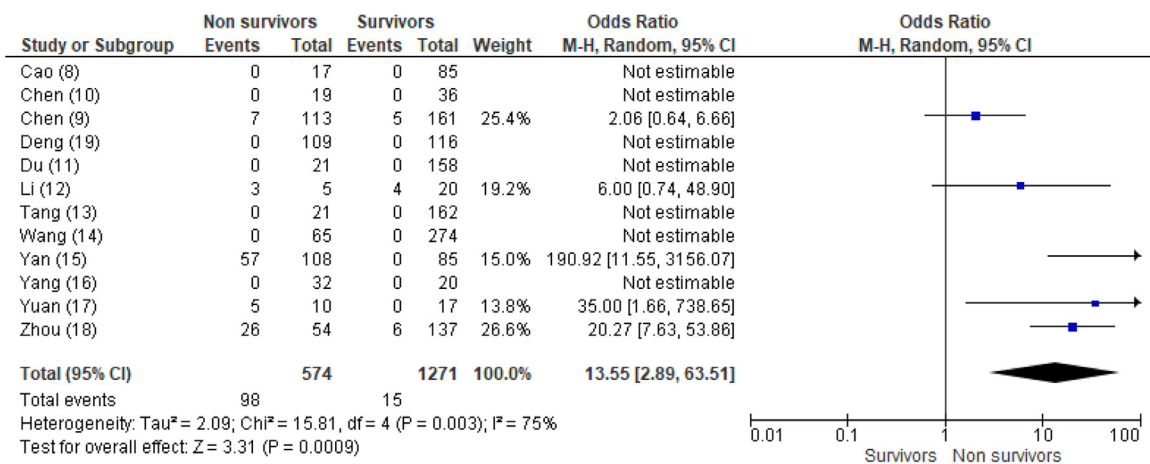 Non survivors Survivors Odds Ratio Odds Ratio
Study or Subgroup Events Total Events Total Weight M-H, Random, 95% CI M-H, Random, 95% CI
Cao (8) 0 17 0 85 Not estimable
Chen (10) 0 19 0 36 Not estimable
Chen (9) 7 113 5 161 25.4% 2.06 [0.64, 6.66]
Deng (19) 0 109 0 116 Not estimable
Du (11) 0 21 0 158 Not estimable
Li (12) 3 5 4 20 19.2% 6.00 [0.74, 48.90]
Tang (13) 0 21 0 162 Not estimable
Wang (14) 0 65 0 274 Not estimable
Yan (15) 57 108 0 85 15.0% 190.92 [11.55, 3156.07]
Yang (16) 0 32 0 20 Not estimable
Yuan (17) 5 10 0 17 13.8% 35.00 [1.66, 738.65]
Zhou (18) 26 54 6 137 26.6% 20.27 [7.63, 53.86]
Total (95% CI) 574 1271 100.0% 13.55 [2.89, 63.51]
Total events 98 15
Heterogeneity: Tau² = 2.09; Chi² = 15.81, df = 4 (P = 0.003); I² = 75%
Test for overall effect: Z = 3.31 (P = 0.0009)
0.01 0.1 1 10 100
Survivors Non survivors